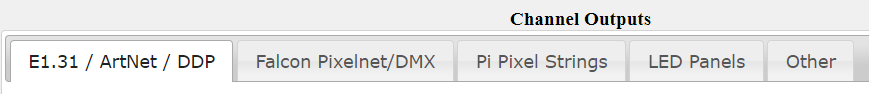 Channel Outputs
E1.31 / ArtNet / DDP Falcon Pixelnet/DMX Pi Pixel Strings LED Panels Other